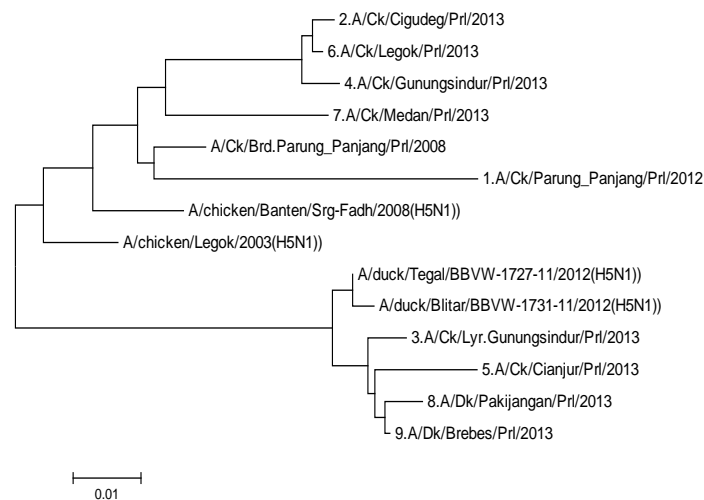 2.A/Ck/Cigudeg/Prl/2013
6.A/Ck/Legok/Prl/2013
4.A/Ck/Gunungsindur/Prl/2013
7.A/Ck/Medan/Prl/2013
A/Ck/Brd.Parung_Panjang/Prl/2008
1.A/Ck/Parung_Panjang/Prl/2012
A/chicken/Banten/Srg-Fadh/2008(H5N1))
A/chicken/Legok/2003(H5N1))
A/duck/Tegal/BBVW-1727-11/2012(H5N1))
A/duck/Blitar/BBVW-1731-11/2012(H5N1))
3.A/Ck/Lyr.Gunungsindur/Prl/2013
5.A/Ck/Cianjur/Prl/2013
8.A/Dk/Pakijangan/Prl/2013
9.A/Dk/Brebes/Prl/2013
0.01